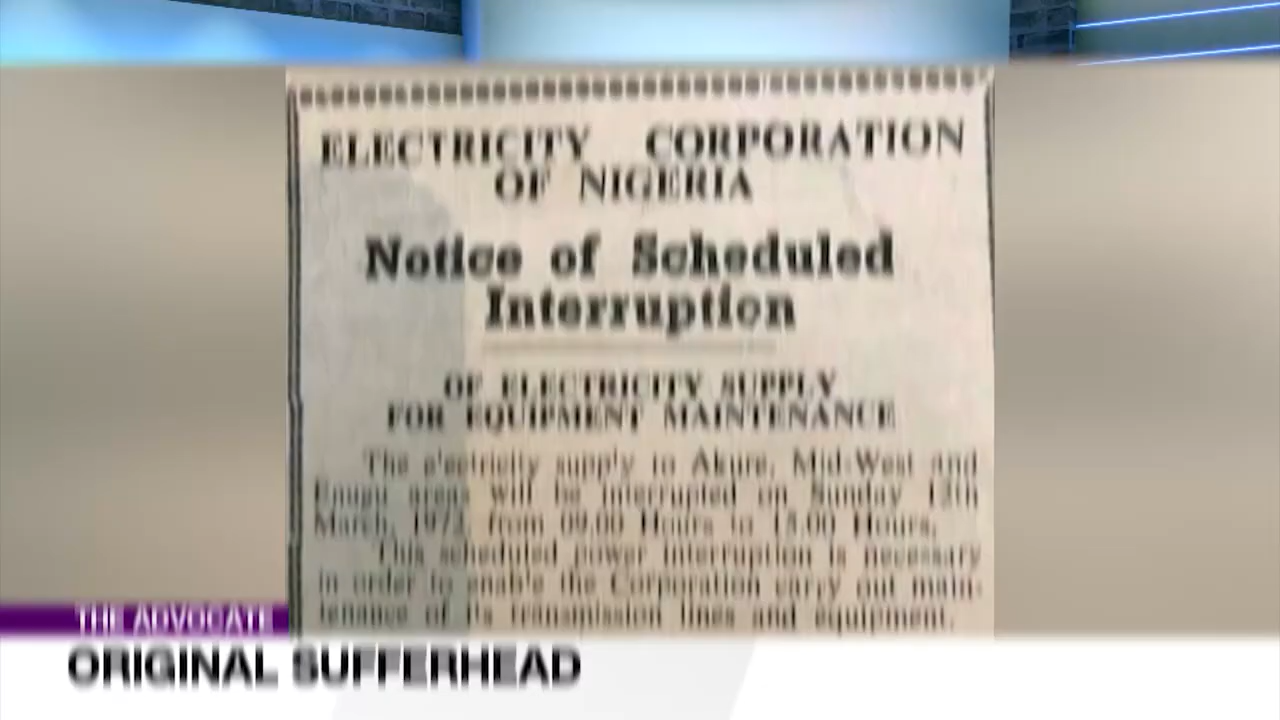 ELECTRICITY CORPORATION
OF NIGERIA
Notice of Scheduled
Interruption
OF ELECTRICITY SUPPLY
FOR EQUIPMENT MAINTENANCE
The electricity supply to Akure, Mid-West and
Enugu areas will be interrupted on Sunday 12th
March, 1972 from 09.00 Hours to 15.00 Hours.
This scheduled power interruption is necessary
in order to enable the Corporation carry out main-
tenance of its transmission lines and equipment.
THE ADVOCATE
ORIGINAL SUFFERHEAD